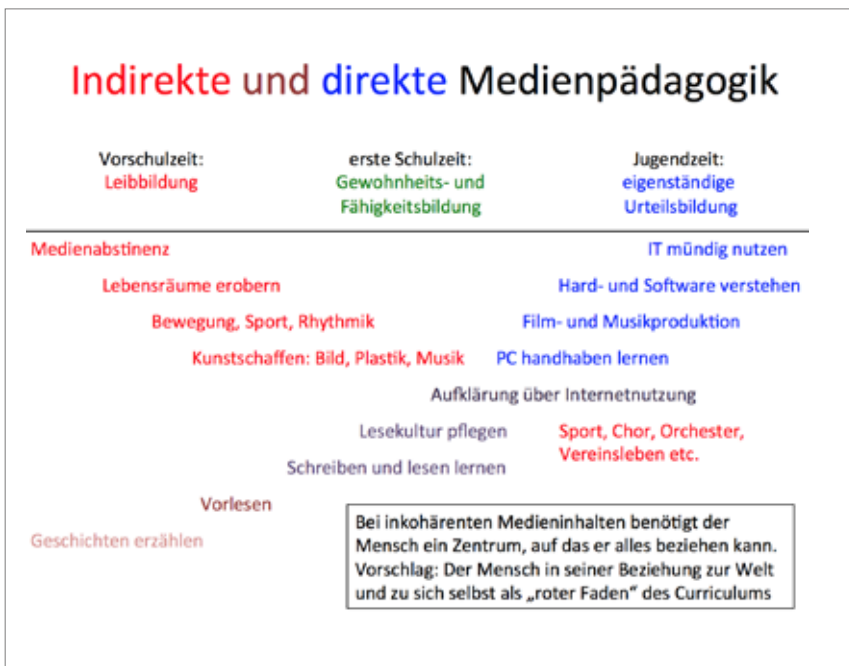 Indirekte und direkte Medienpädagogik
Vorschulzeit:
Leibbildung
erste Schulzeit:
Gewohnheits- und
Fähigkeitsbildung
Jugendzeit:
eigenständige
Urteilsbildung
Medienabstinenz
IT mündig nutzen
Lebensräume erobern
Hard- und Software verstehen
Bewegung, Sport, Rhythmik
Film- und Musikproduktion
Kunstschaffen: Bild, Plastik, Musik
PC handhaben lernen
Aufklärung über Internetnutzung
Lesekultur pflegen
Sport, Chor, Orchester,
Vereinsleben etc.
Schreiben und lesen lernen
Vorlesen
Geschichten erzählen
Bei inkohärenten Medieninhalten benötigt der
Mensch ein Zentrum, auf das er alles beziehen kann.
Vorschlag: Der Mensch in seiner Beziehung zur Welt
und zu sich selbst als „roter Faden“ des Curriculums